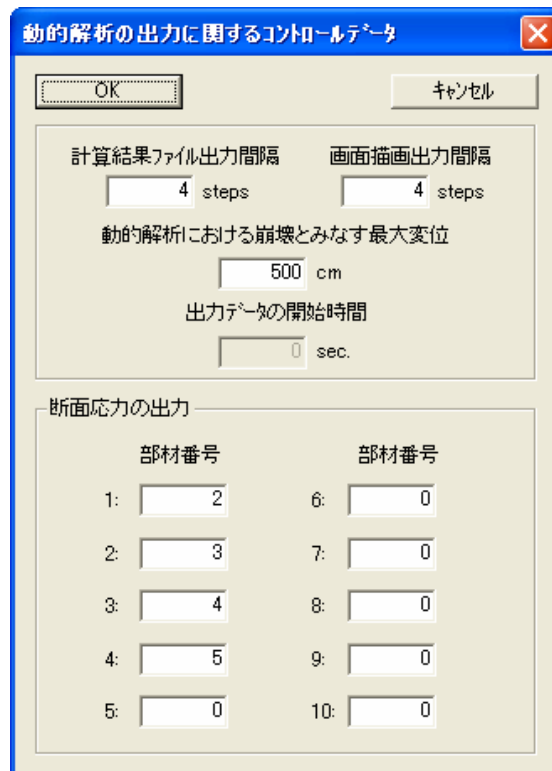 動的解析の出力に関するｺﾝﾄﾛｰﾙﾃﾞｰﾀ
OK ｷｬﾝｾﾙ
計算結果ﾌｧｲﾙ出力間隔 画面描画出力間隔
4 steps 4 steps
動的解析における崩壊とみなす最大変位
500 cm
出力ﾃﾞｰﾀの開始時間
0 sec.
断面応力の出力
部材番号 部材番号
1: 2 6: 0
2: 3 7: 0
3: 4 8: 0
4: 5 9: 0
5: 0 10: 0